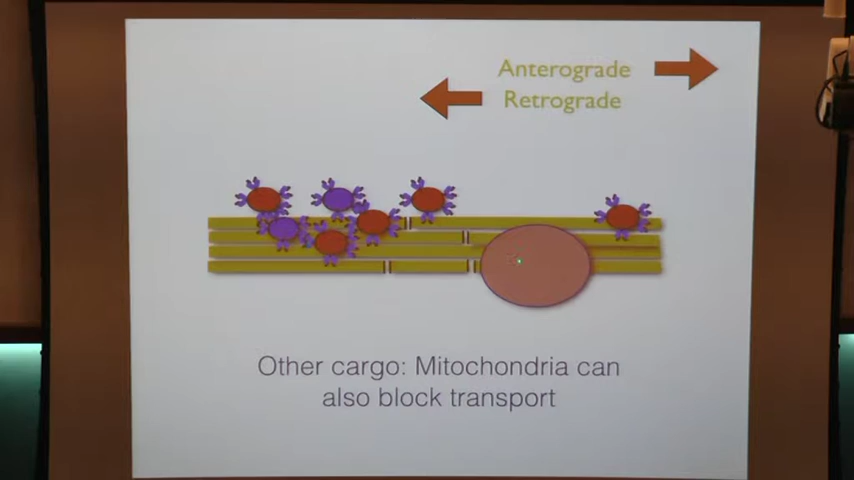 Anterograde
Retrograde
Other cargo: Mitochondria can
also block transport